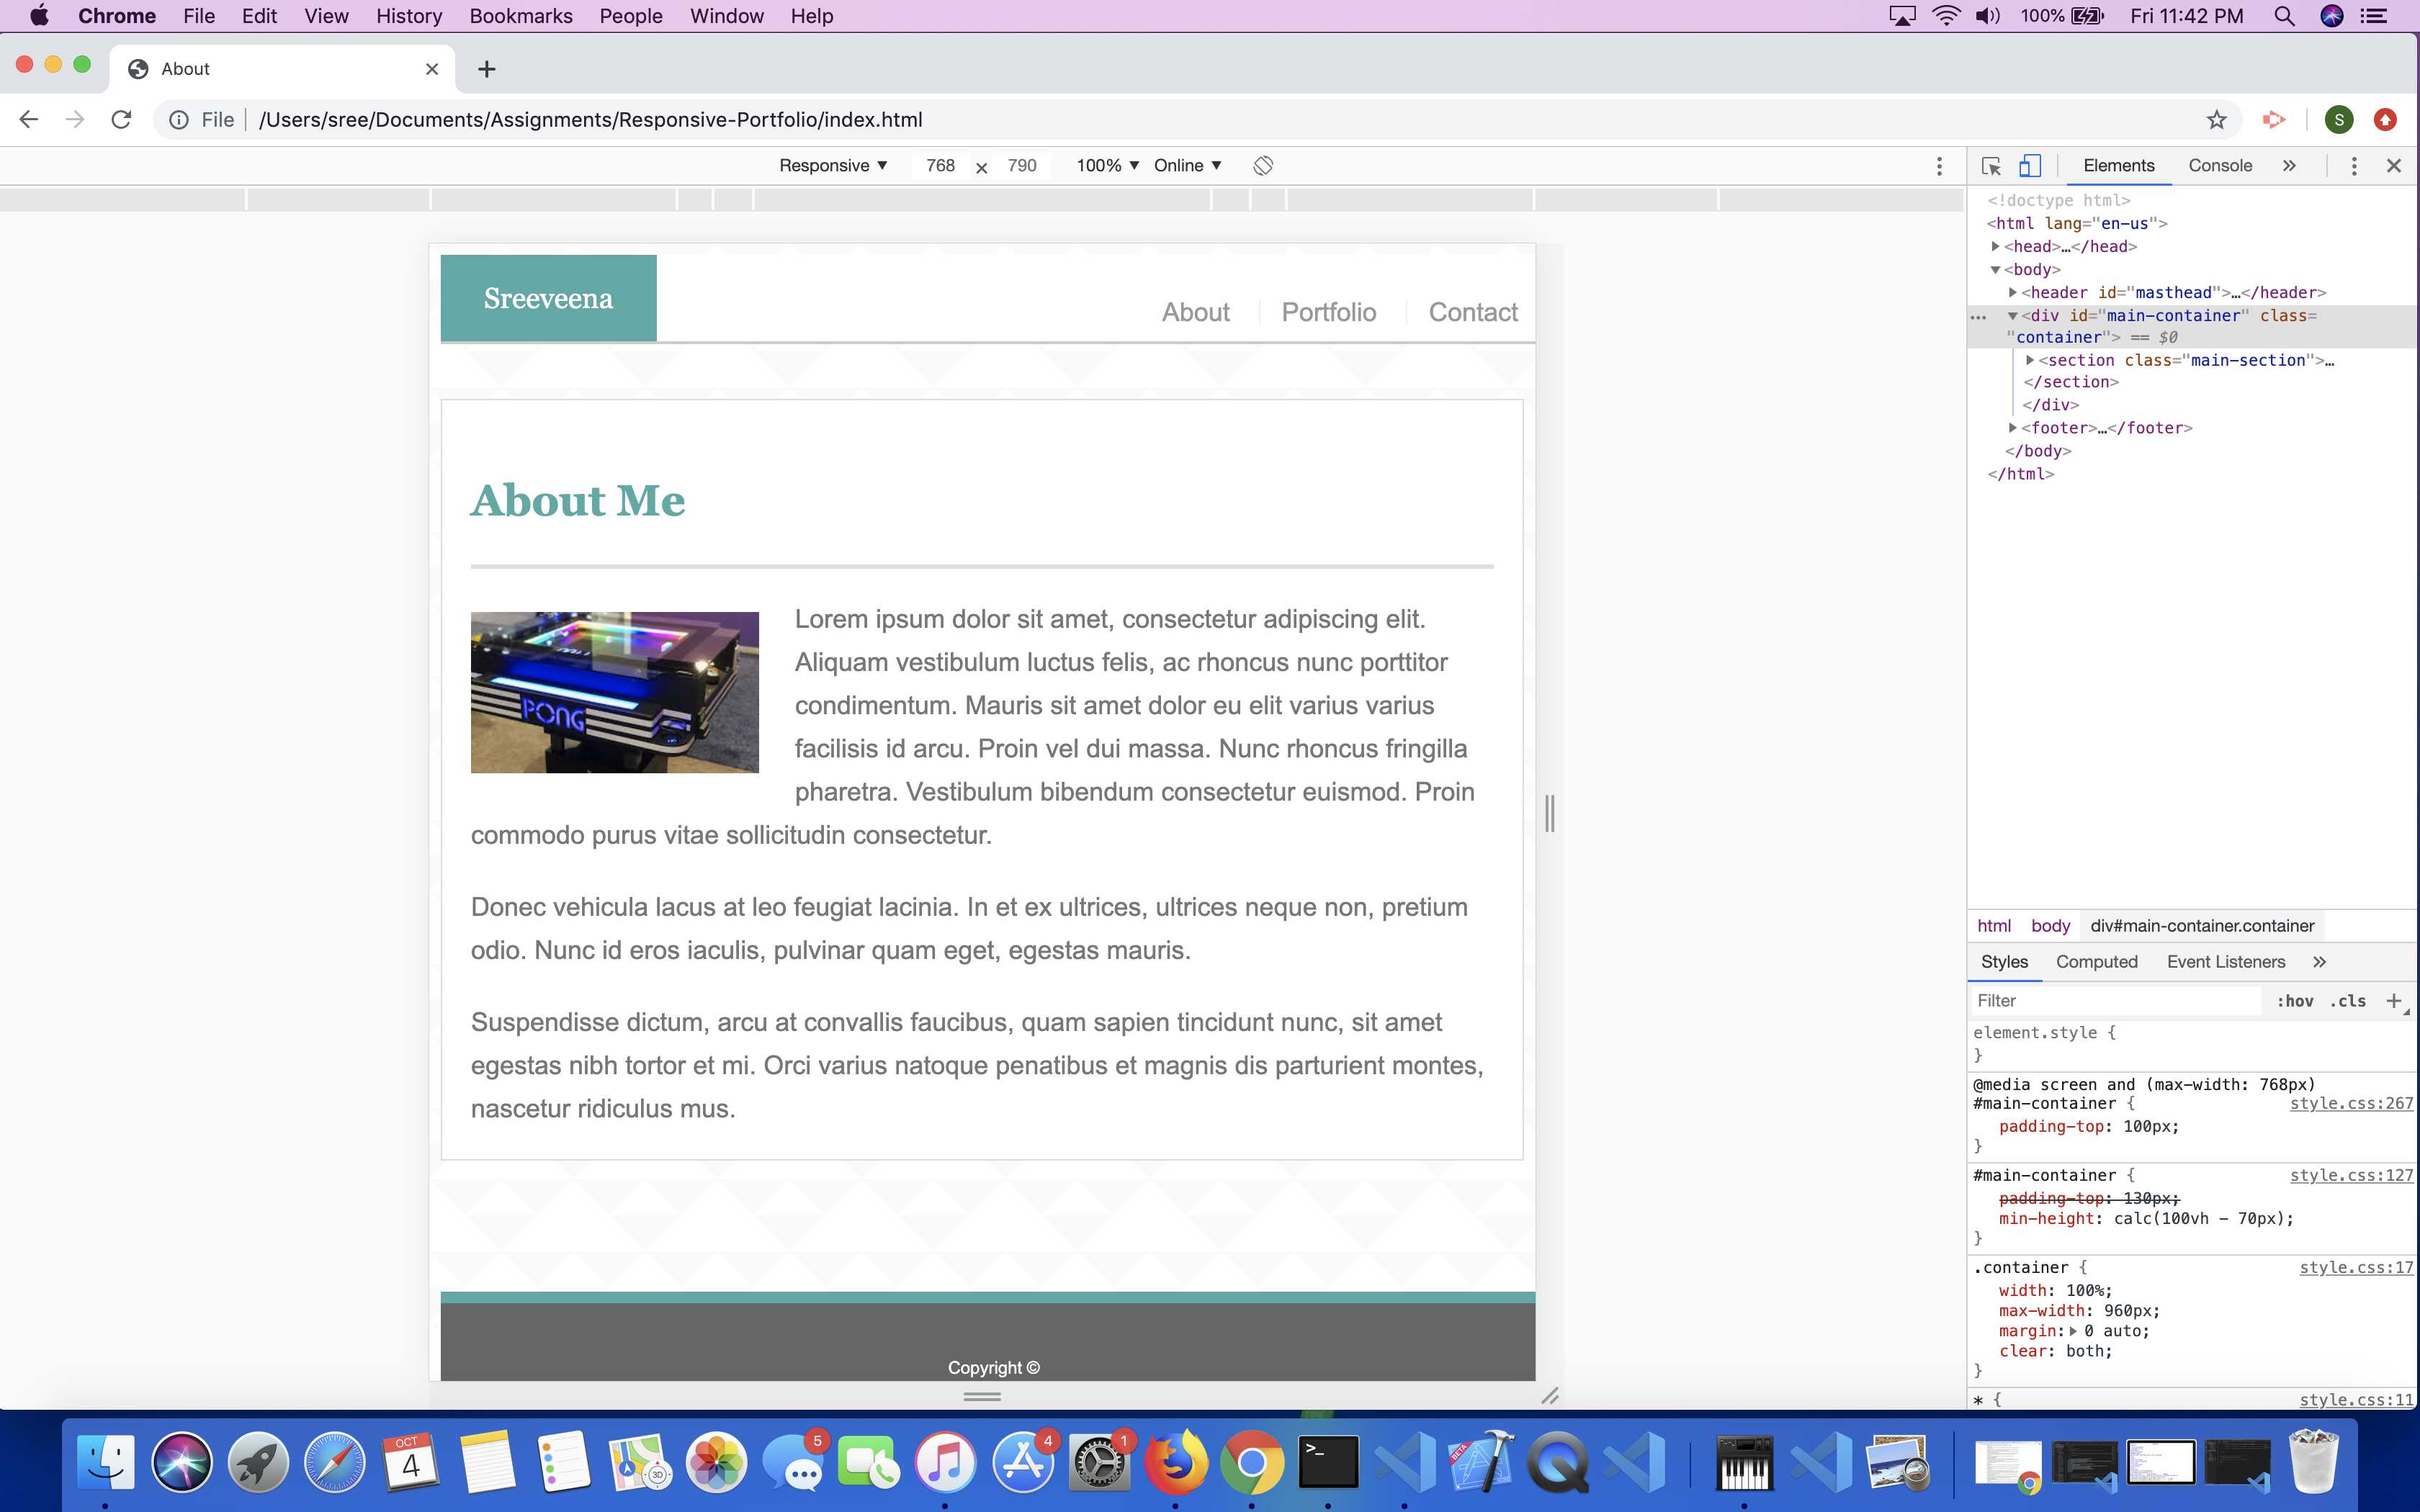 Chrome File Edit View History Bookmarks People Window Help 100% Fri 11:42 PM
About
File /Users/sree/Documents/Assignments/Responsive-Portfolio/index.html S
Responsive ▼ 768 × 790 100% ▼ Online ▼
Elements Console »
<!doctype html>
<html lang="en-us">
▶<head>…</head>
▼<body>
▶<header id="masthead">…</header>
… ▼<div id="main-container" class=
"container"> == $0
▶<section class="main-section">…
</section>
</div>
▶<footer>…</footer>
</body>
</html>
Sreeveena
About
Portfolio
Contact
About Me
PONG
Lorem ipsum dolor sit amet, consectetur adipiscing elit.
Aliquam vestibulum luctus felis, ac rhoncus nunc porttitor
condimentum. Mauris sit amet dolor eu elit varius varius
facilisis id arcu. Proin vel dui massa. Nunc rhoncus fringilla
pharetra. Vestibulum bibendum consectetur euismod. Proin
commodo purus vitae sollicitudin consectetur.
Donec vehicula lacus at leo feugiat lacinia. In et ex ultrices, ultrices neque non, pretium
odio. Nunc id eros iaculis, pulvinar quam eget, egestas mauris.
Suspendisse dictum, arcu at convallis faucibus, quam sapien tincidunt nunc, sit amet
egestas nibh tortor et mi. Orci varius natoque penatibus et magnis dis parturient montes,
nascetur ridiculus mus.
Copyright ©
html body div#main-container.container
Styles Computed Event Listeners »
Filter :hov .cls +
element.style {
}
@media screen and (max-width: 768px)
#main-container { style.css:267
padding-top: 100px;
}
#main-container { style.css:127
padding-top: 130px;
min-height: calc(100vh - 70px);
}
.container { style.css:17
width: 100%;
max-width: 960px;
margin:▶ 0 auto;
clear: both;
}
* { style.css:11
OCT
4
3D
5
4
1
>_
BETA